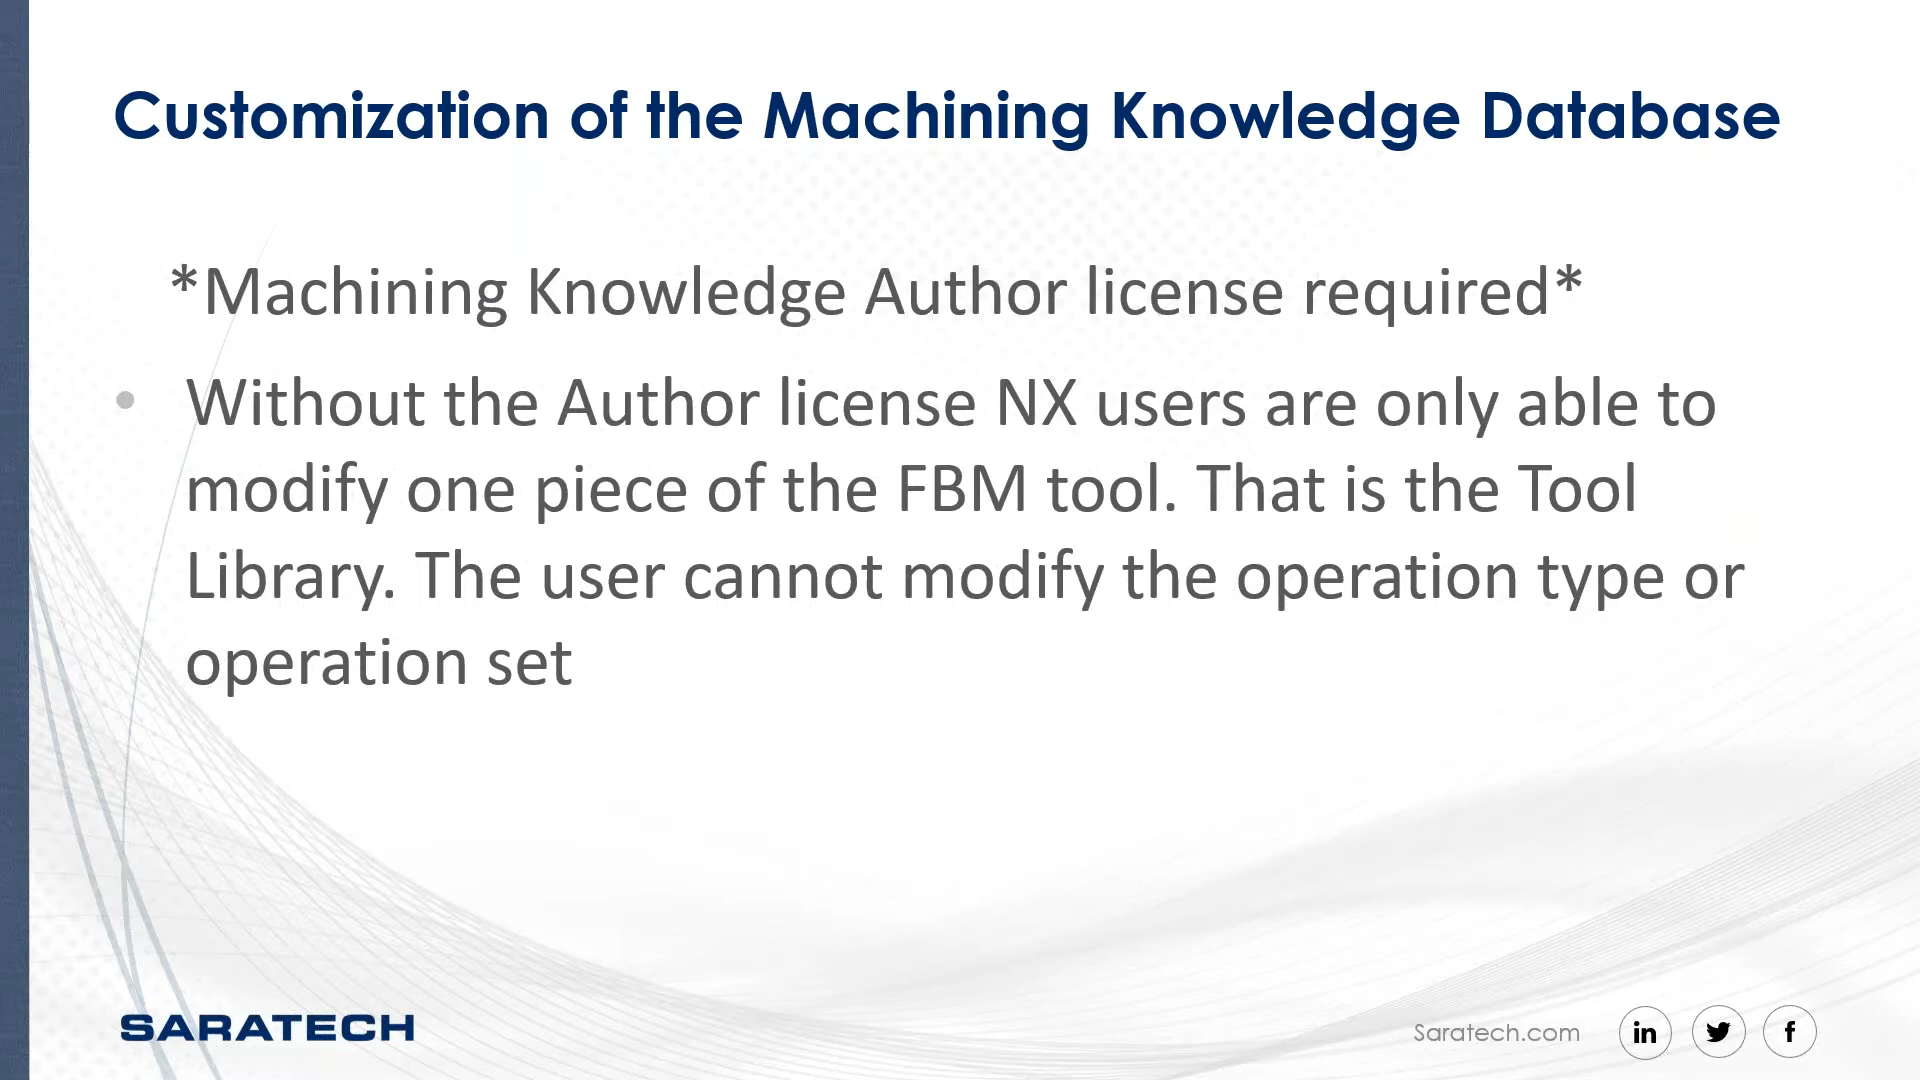 Customization of the Machining Knowledge Database
*Machining Knowledge Author license required*
• Without the Author license NX users are only able to
modify one piece of the FBM tool. That is the Tool
Library. The user cannot modify the operation type or
operation set
SARATECH
Saratech.com
in
f